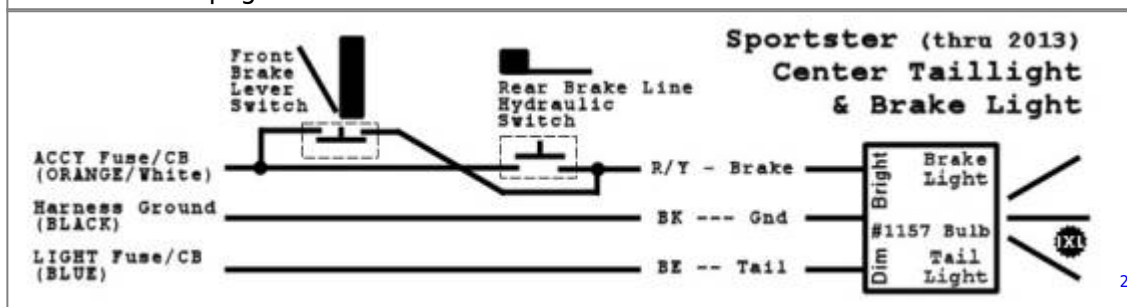 Sportster (thru 2013)
Center Taillight
& Brake Light
Front
Brake
Lever
Switch
Rear Brake Line
Hydraulic
Switch
ACCY Fuse/CB
(ORANGE/White)
R/Y - Brake
Harness Ground
(BLACK)
BK --- Gnd
LIGHT Fuse/CB
(BLUE)
BE -- Tail
Bright
Brake
Light
#1157 Bulb
Dim
Tail
Light
IXL
2